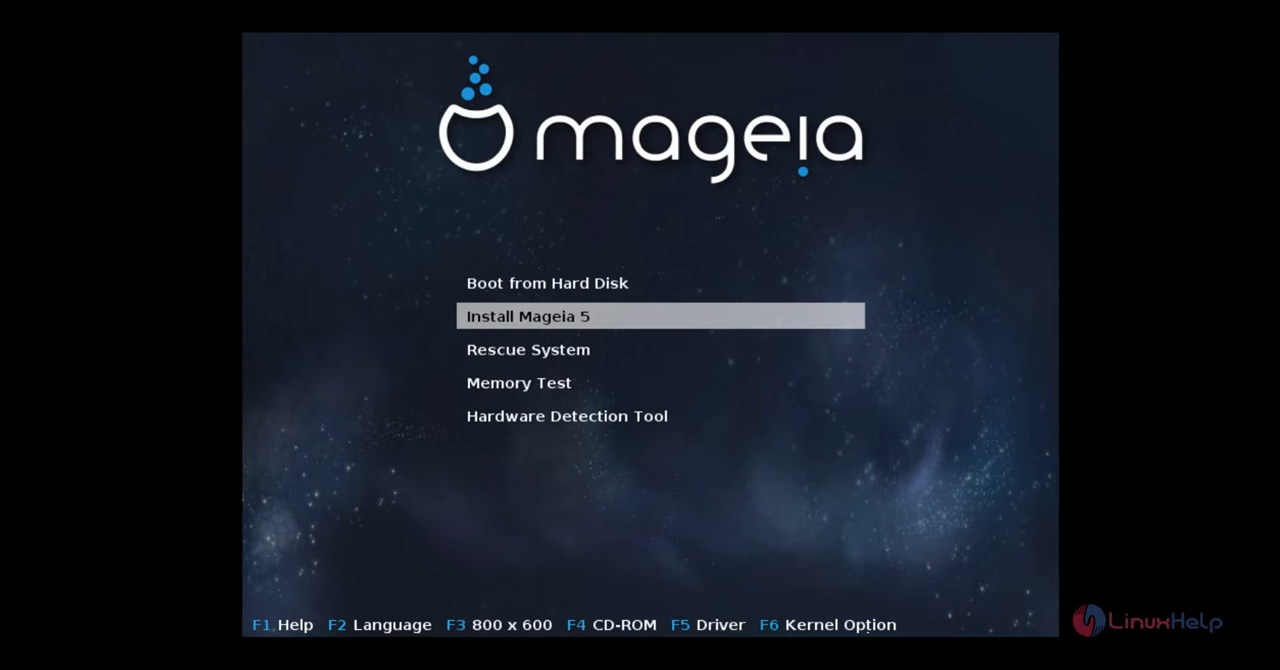 mageia
Boot from Hard Disk
Install Mageia 5
Rescue System
Memory Test
Hardware Detection Tool
F1 Help F2 Language F3 800 x 600 F4 CD-ROM F5 Driver F6 Kernel Option
LinuxHelp